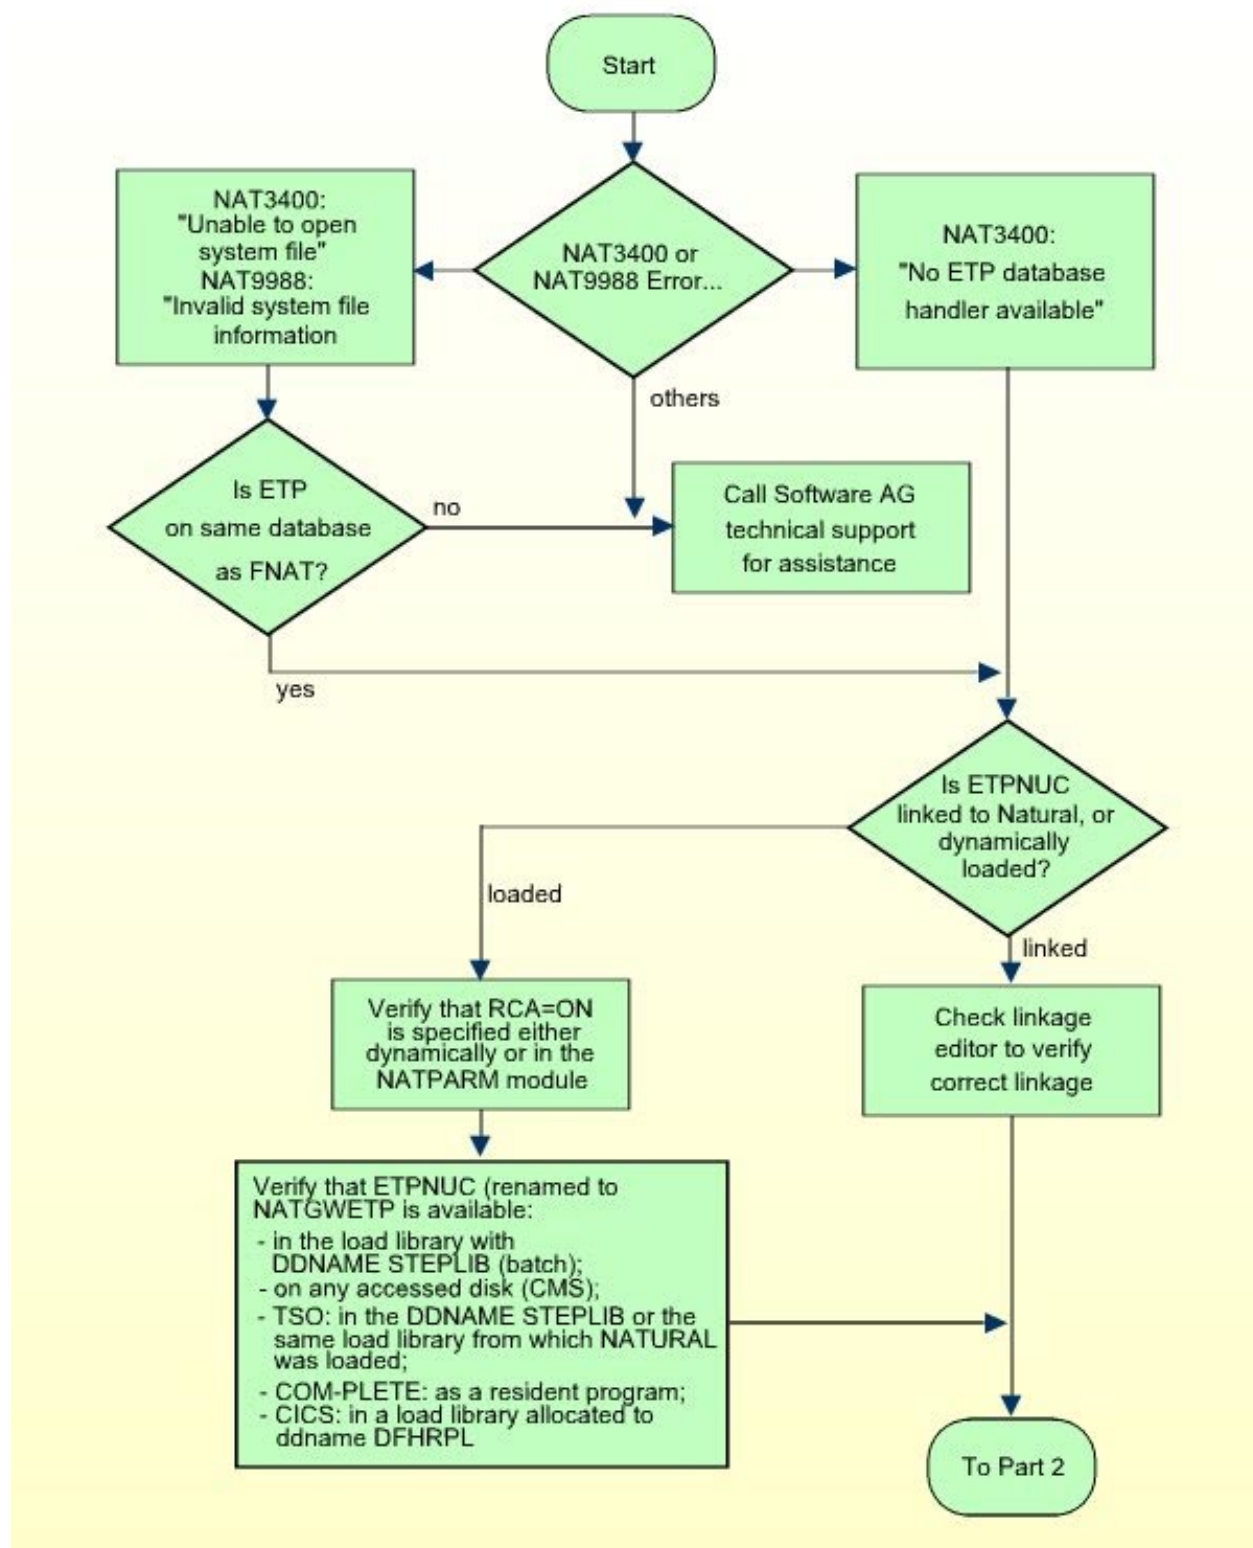 Start
NAT3400:
"Unable to open
system file"
NAT9988:
"Invalid system file
information
NAT3400 or
NAT9988 Error...
NAT3400:
"No ETP database
handler available"
others
Is ETP
on same database
as FNAT?
no
Call Software AG
technical support
for assistance
yes
Is ETPNUC
linked to Natural, or
dynamically
loaded?
loaded
linked
Verify that RCA=ON
is specified either
dynamically or in the
NATPARM module
Check linkage
editor to verify
correct linkage
Verify that ETPNUC (renamed to
NATGWETP is available:
- in the load library with
DDNAME STEPLIB (batch);
- on any accessed disk (CMS);
- TSO: in the DDNAME STEPLIB or the
same load library from which NATURAL
was loaded;
- COM-PLETE: as a resident program;
- CICS: in a load library allocated to
ddname DFHRPL
To Part 2